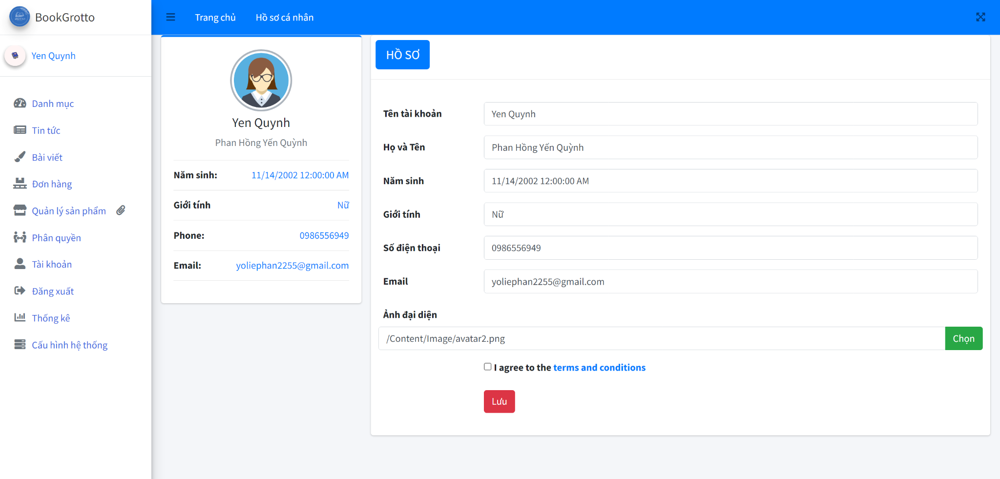 BookGrotto
Trang chủ
Hồ sơ cá nhân
Yen Quynh
Danh mục
Tin tức
Bài viết
Đơn hàng
Quản lý sản phẩm
Phân quyền
Tài khoản
Đăng xuất
Thống kê
Cấu hình hệ thống
Yen Quynh
Phan Hồng Yến Quỳnh
Năm sinh: 11/14/2002 12:00:00 AM
Giới tính Nữ
Phone: 0986556949
Email: yoliephan2255@gmail.com
HỒ SƠ
Tên tài khoản Yen Quynh
Họ và Tên Phan Hồng Yến Quỳnh
Năm sinh 11/14/2002 12:00:00 AM
Giới tính Nữ
Số điện thoại 0986556949
Email yoliephan2255@gmail.com
Ảnh đại diện
/Content/Image/avatar2.png Chọn
I agree to the terms and conditions
Lưu